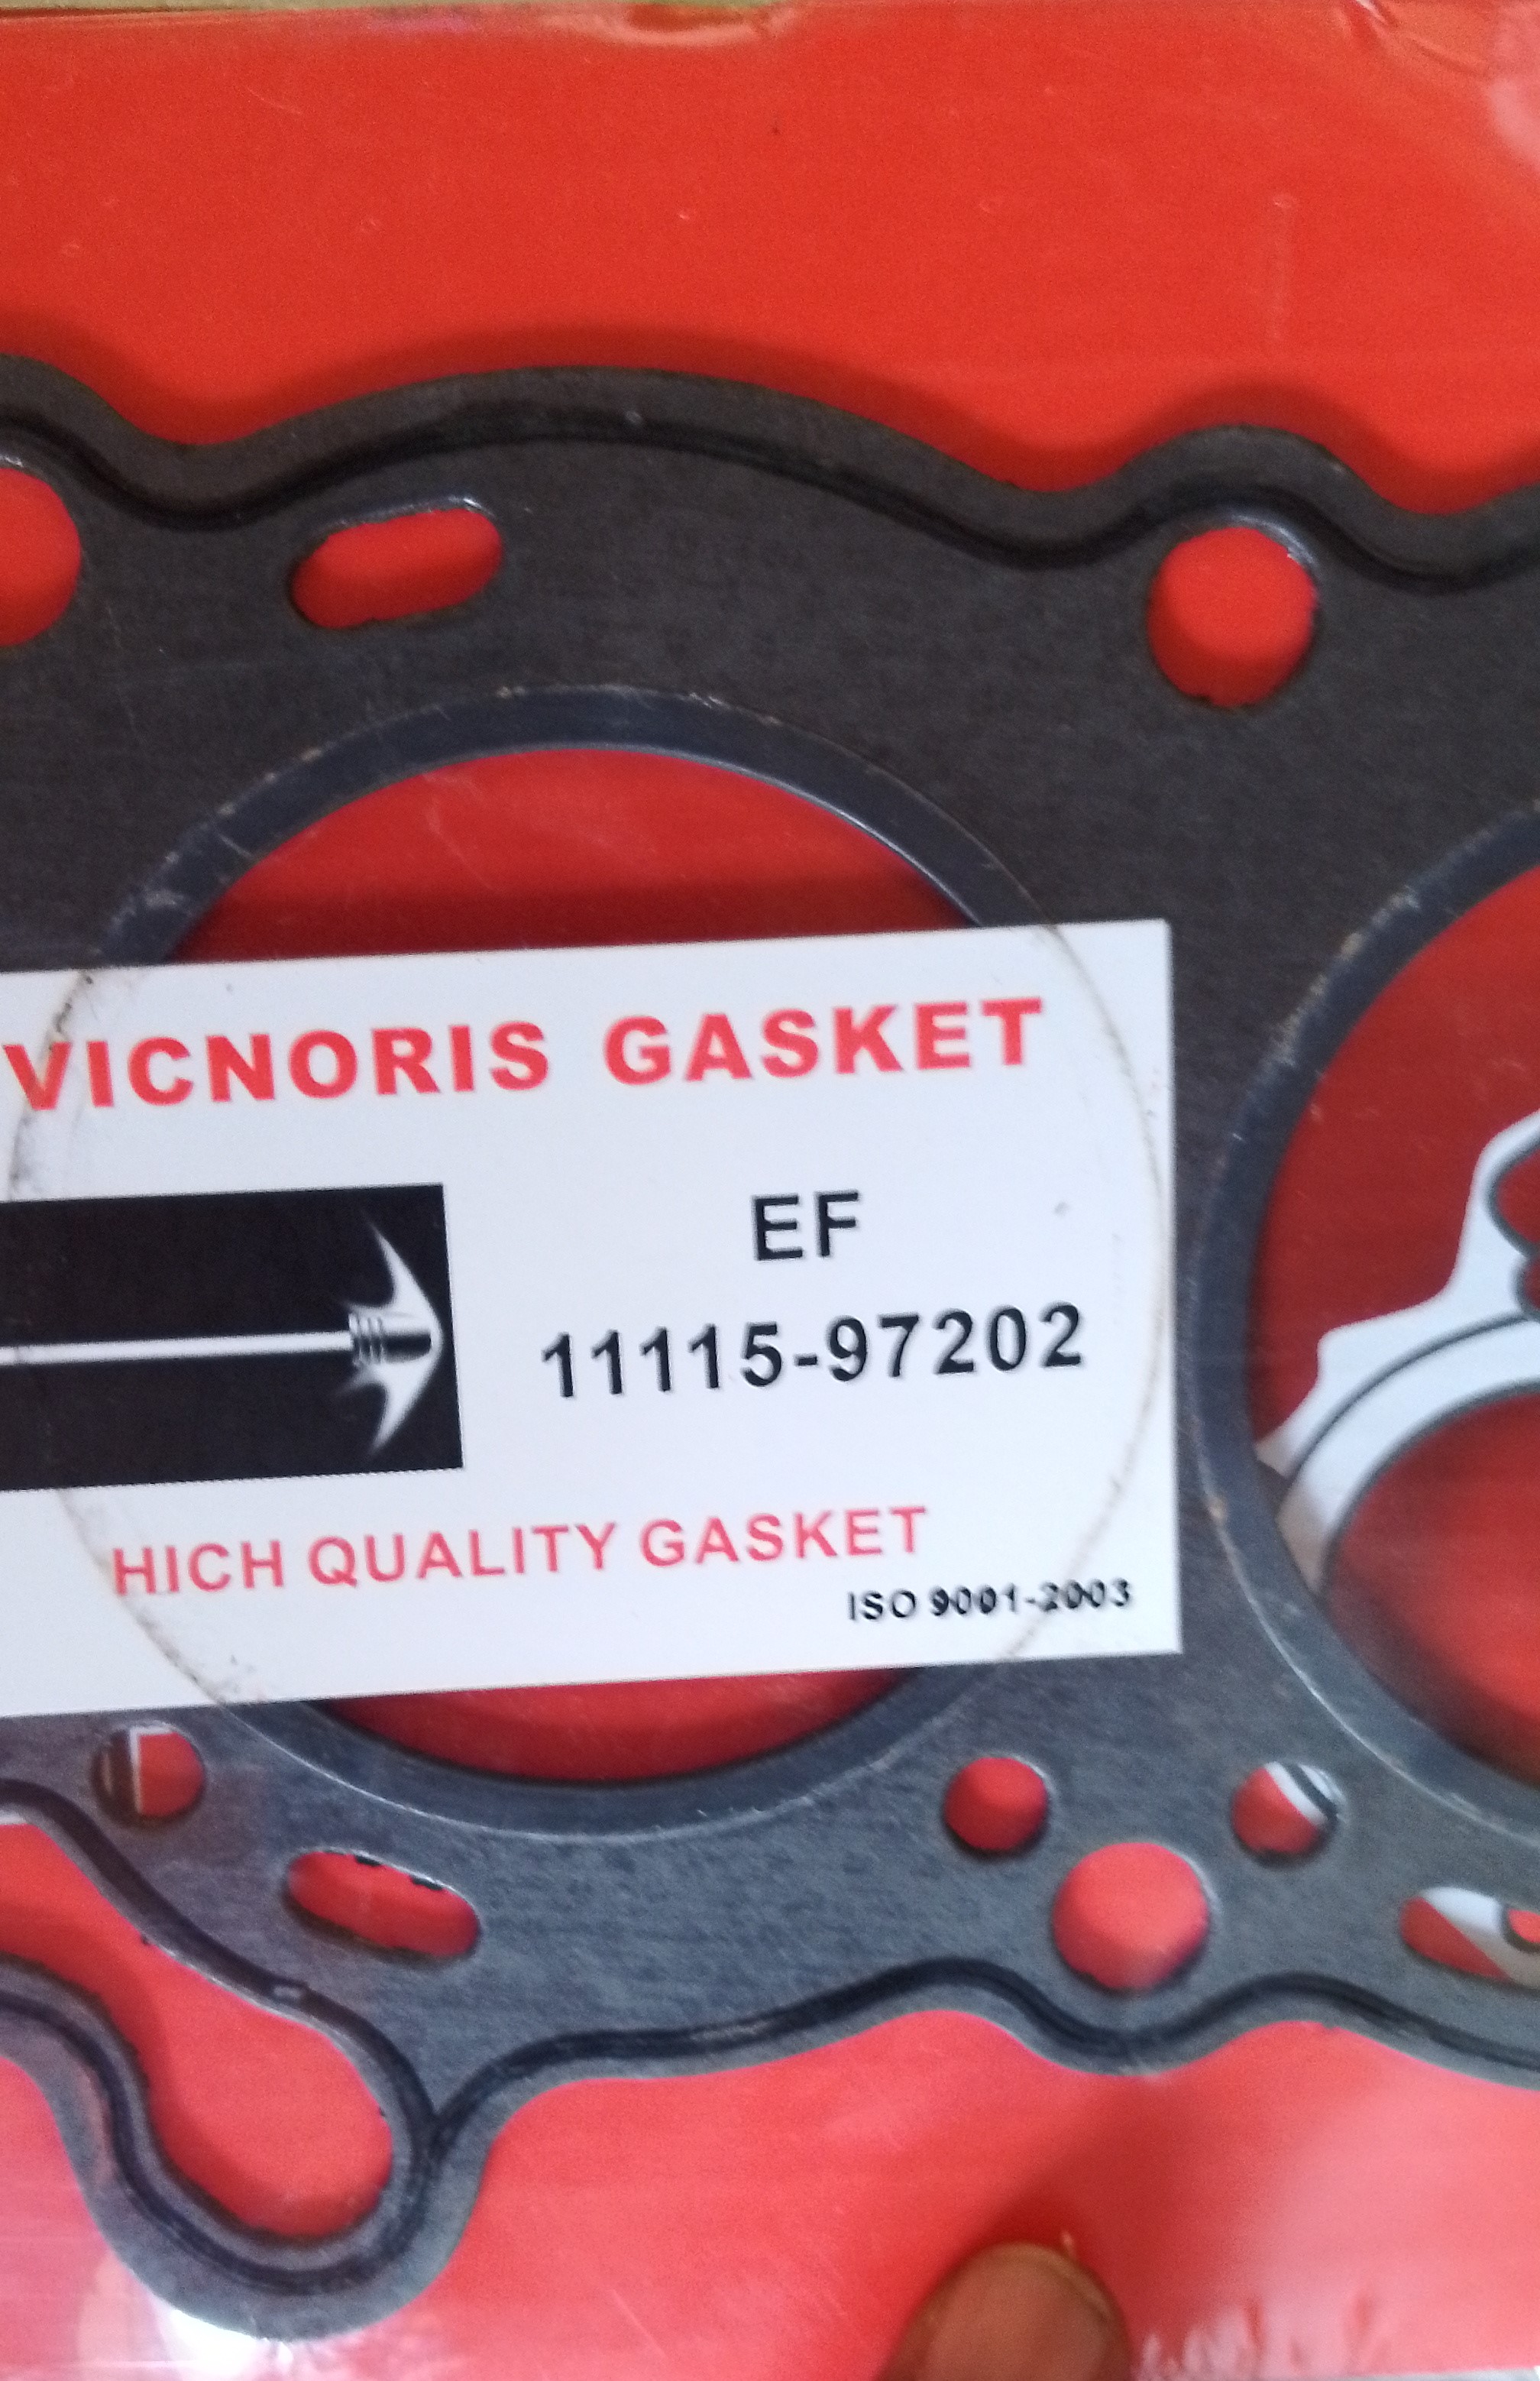 VICNORIS GASKET
EF
11115-97202
HICH QUALITY GASKET
ISO 9001-2003